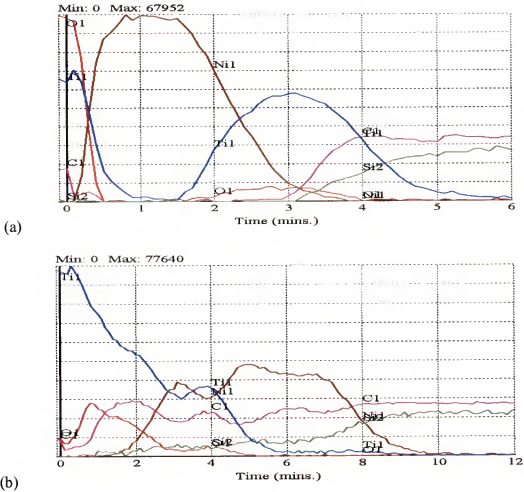 Min: 0 Max: 67952
O1
Ti1
C1
Si2
Ni1
Ti1
O1
C1
Ti1
Si2
Ni1
0 1 2 3 4 5 6
Time (mins.)
(a)
Min: 0 Max: 77640
Ti1
C1
Ti1
Ni1
C1
Si2
C1
Ni1
Si2
Ti1
O1
0 2 4 6 8 10 12
Time (mins.)
(b)